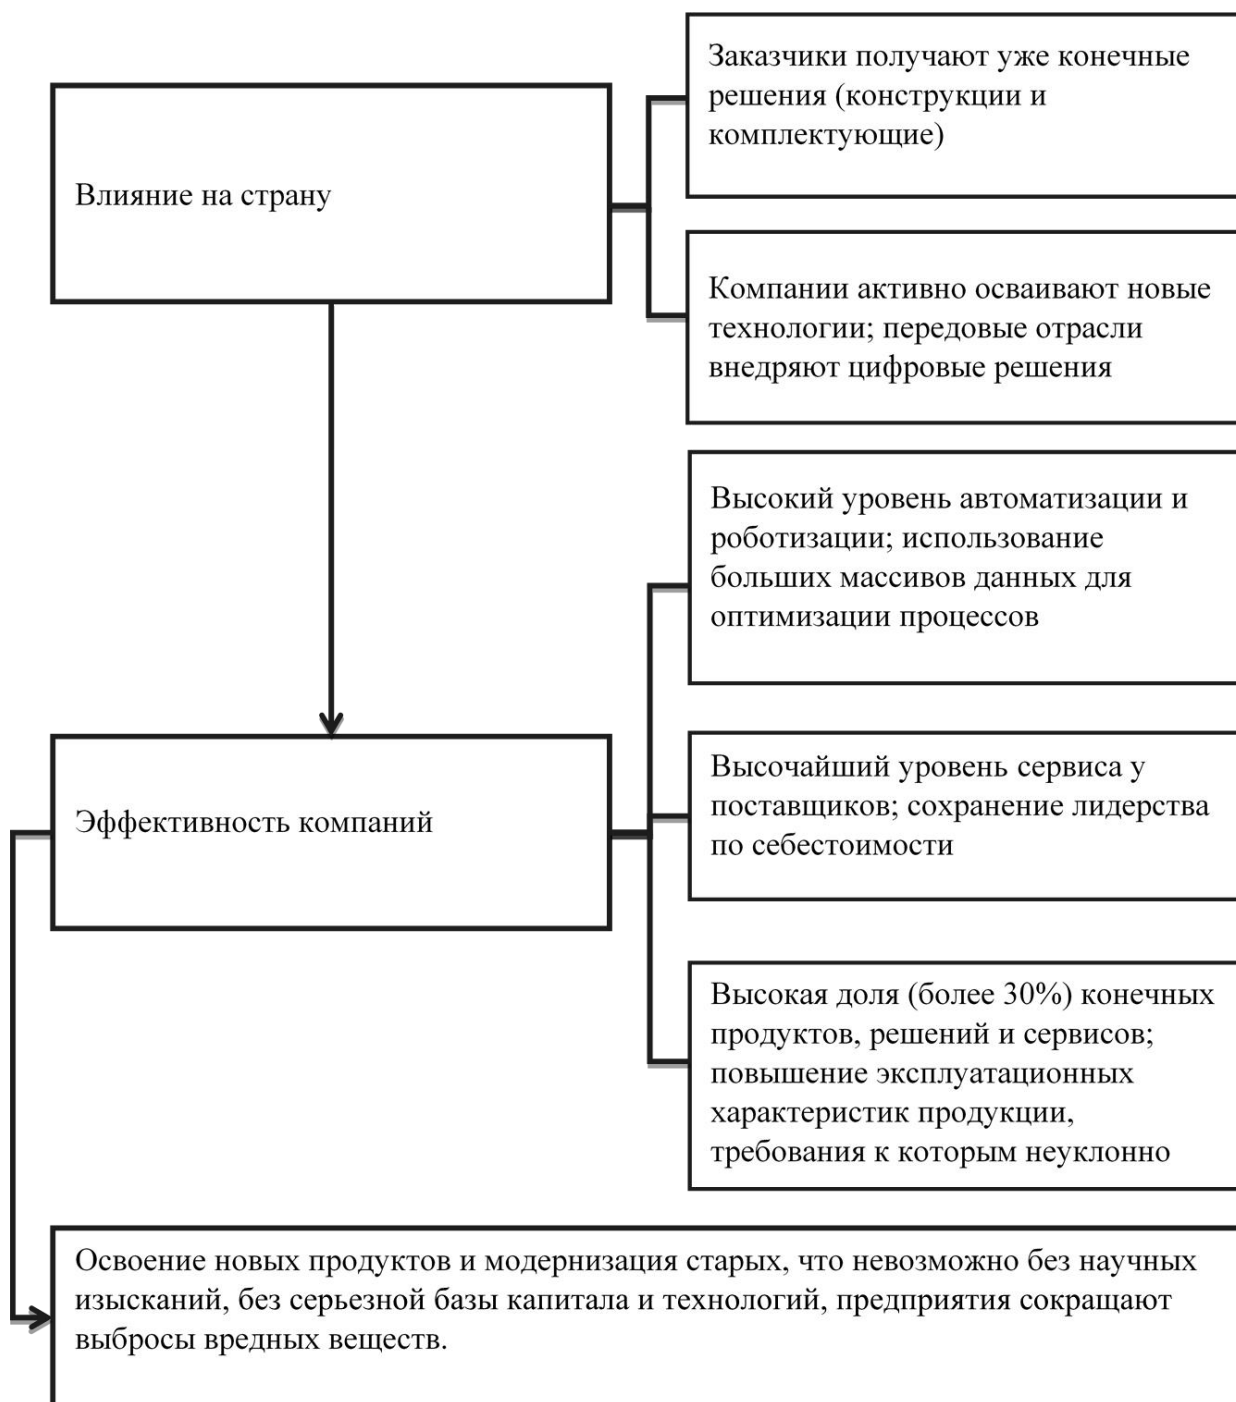 Заказчики получают уже конечные
решения (конструкции и
комплектующие)
Влияние на страну
Компании активно осваивают новые
технологии; передовые отрасли
внедряют цифровые решения
Высокий уровень автоматизации и
роботизации; использование
больших массивов данных для
оптимизации процессов
Эффективность компаний
Высочайший уровень сервиса у
поставщиков; сохранение лидерства
по себестоимости
Высокая доля (более 30%) конечных
продуктов, решений и сервисов;
повышение эксплуатационных
характеристик продукции,
требования к которым неуклонно
Освоение новых продуктов и модернизация старых, что невозможно без научных
изысканий, без серьезной базы капитала и технологий, предприятия сокращают
выбросы вредных веществ.